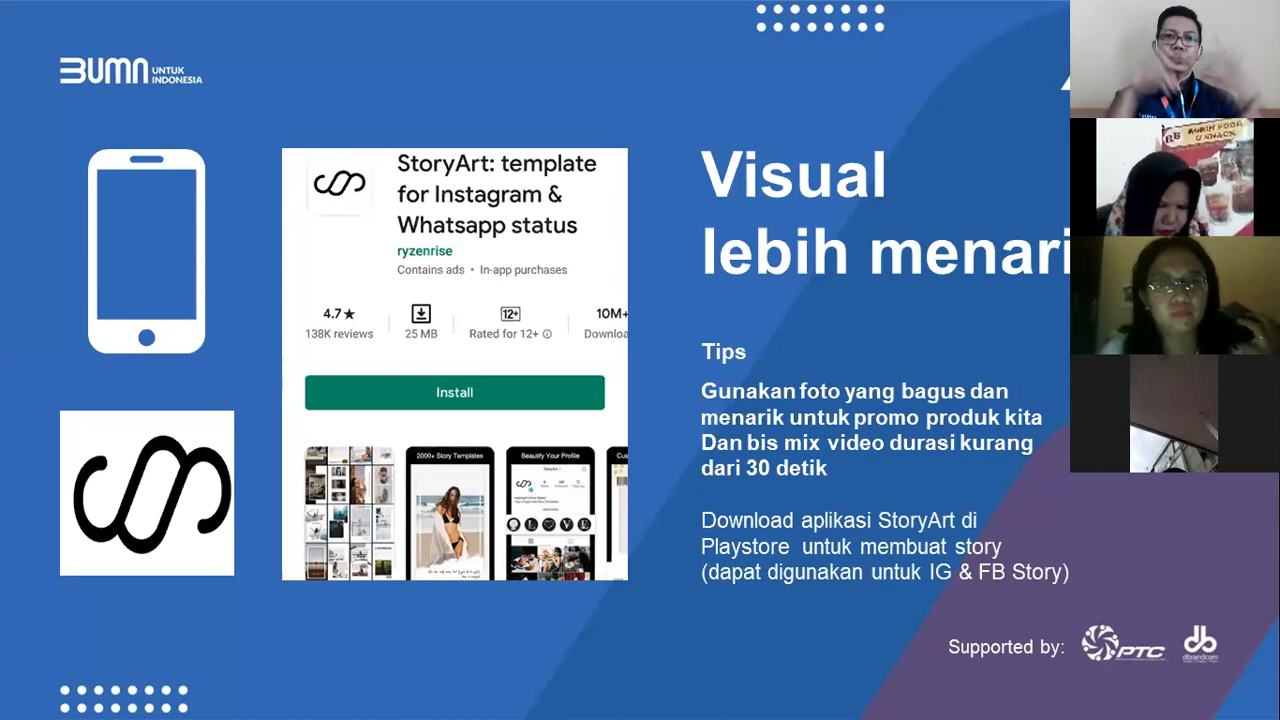 BUMN UNTUK
INDONESIA
StoryArt: template
for Instagram &
Whatsapp status
ryzenrise
Contains ads • In-app purchases
4.7★
138K reviews
25 MB
12+
Rated for 12+
10M+
Downloa
Install
2000+ Story Templates
Beautify Your Profile
Visual
lebih menari
Tips
Gunakan foto yang bagus dan
menarik untuk promo produk kita
Dan bis mix video durasi kurang
dari 30 detik
Download aplikasi StoryArt di
Playstore untuk membuat story
(dapat digunakan untuk IG & FB Story)
Supported by:
PTC
dbrandcom
FOOD
SNACK